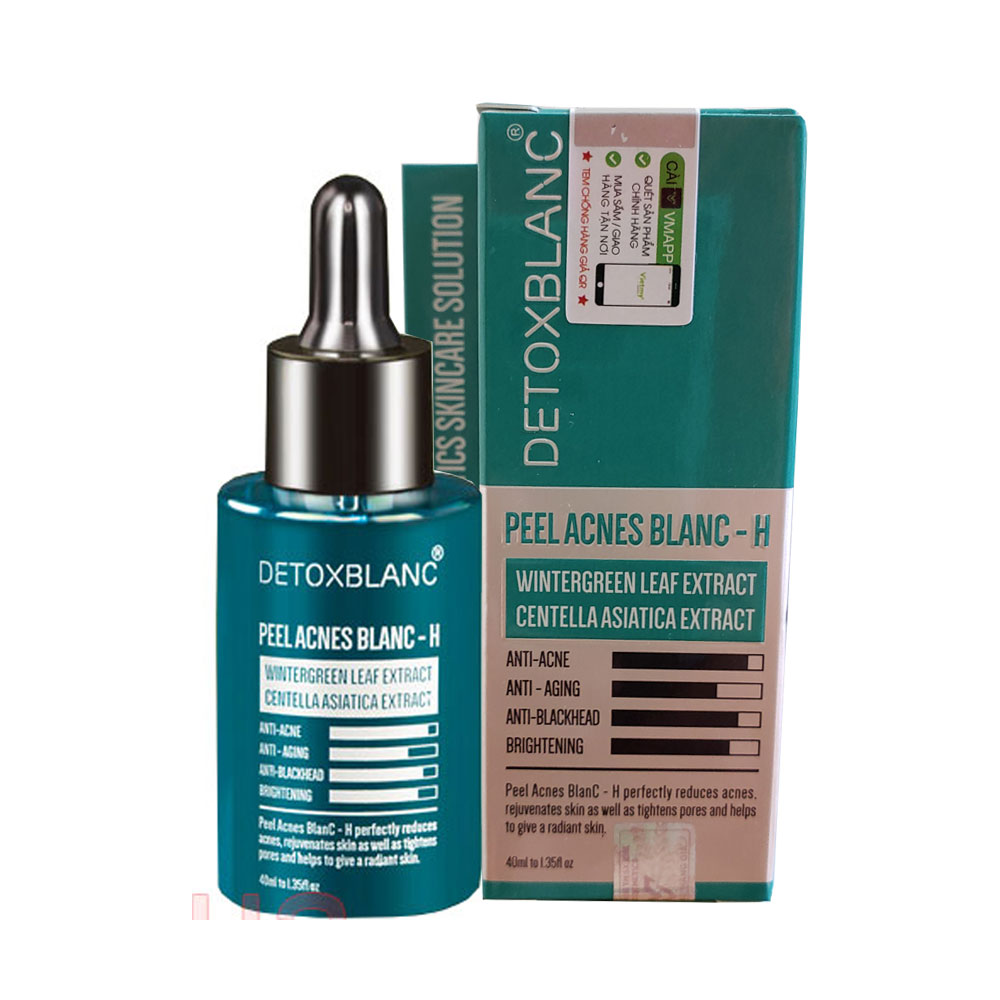 DETOXBLANC®
PEEL ACNES BLANC - H
WINTERGREEN LEAF EXTRACT
CENTELLA ASIATICA EXTRACT
ANTI-ACNE
ANTI - AGING
ANTI-BLACKHEAD
BRIGHTENING
Peel Acnes BlanC - H perfectly reduces
acnes, rejuvenates skin as well as tightens
pores and helps to give a radiant skin.
40ml to 1.35fl oz
SKINCARE SOLUTION
DETOXBLANC®
CÀI VMAPP
QUÉT SẢN PHẨM
CHÍNH HÃNG
MUA SẮM / GIAO
HÀNG TẬN NƠI
★ TEM CHỐNG HÀNG GIẢ QR ★
PEEL ACNES BLANC - H
WINTERGREEN LEAF EXTRACT
CENTELLA ASIATICA EXTRACT
ANTI-ACNE
ANTI - AGING
ANTI-BLACKHEAD
BRIGHTENING
Peel Acnes BlanC - H perfectly reduces acnes,
rejuvenates skin as well as tightens pores and helps
to give a radiant skin.
40ml to 1.35fl oz